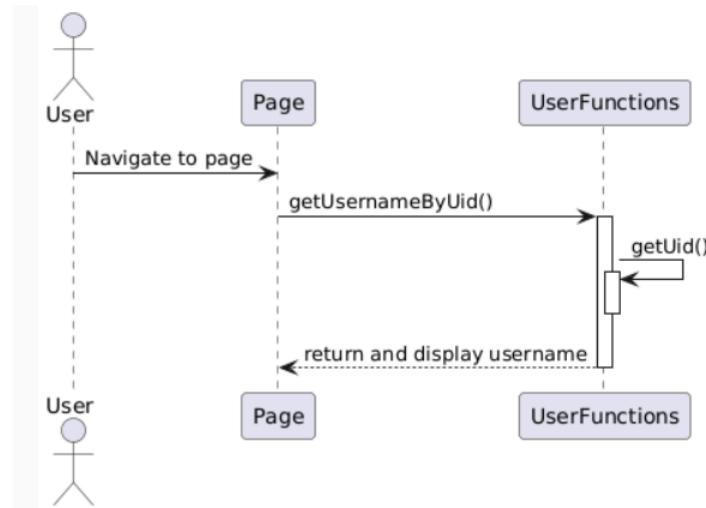 User
Page
UserFunctions
Navigate to page
getUsernameByUid()
getUid()
return and display username
User
Page
UserFunctions